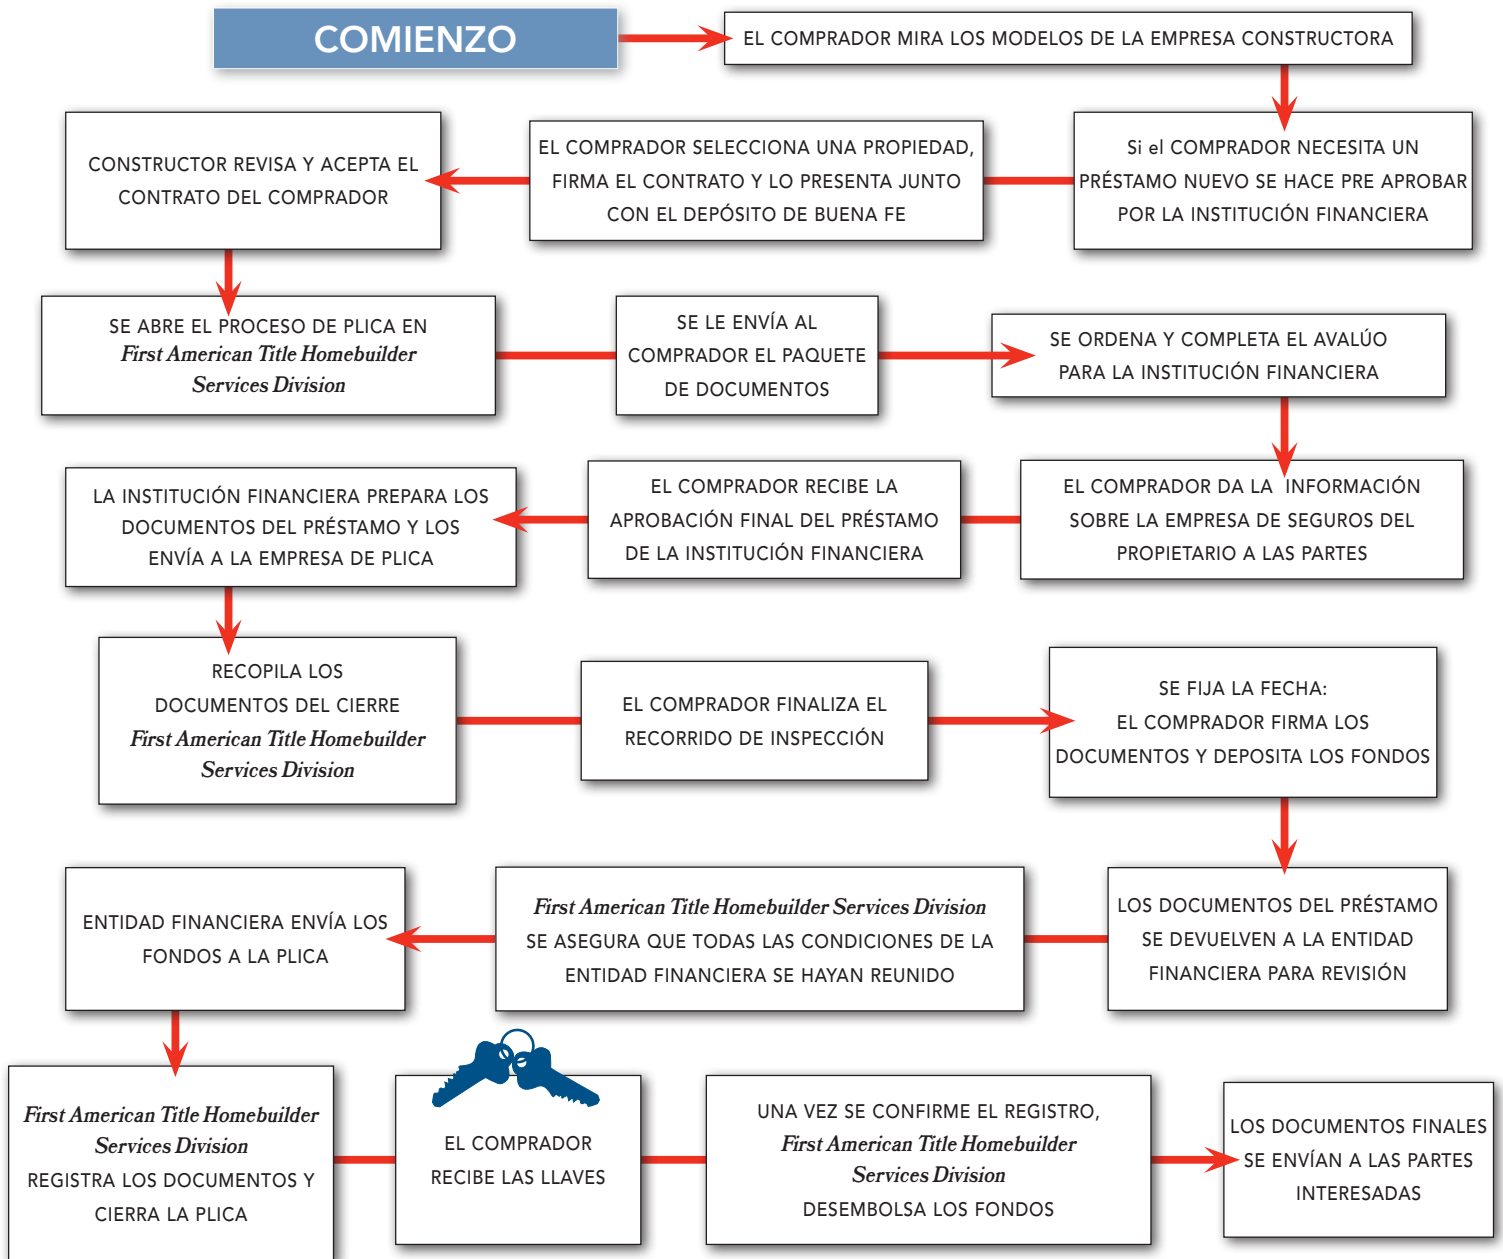 COMIENZO
EL COMPRADOR MIRA LOS MODELOS DE LA EMPRESA CONSTRUCTORA
Si el COMPRADOR NECESITA UN
PRÉSTAMO NUEVO SE HACE PRE APROBAR
POR LA INSTITUCIÓN FINANCIERA
EL COMPRADOR SELECCIONA UNA PROPIEDAD,
FIRMA EL CONTRATO Y LO PRESENTA JUNTO
CON EL DEPÓSITO DE BUENA FE
CONSTRUCTOR REVISA Y ACEPTA EL
CONTRATO DEL COMPRADOR
SE ABRE EL PROCESO DE PLICA EN
First American Title Homebuilder
Services Division
SE LE ENVÍA AL
COMPRADOR EL PAQUETE
DE DOCUMENTOS
SE ORDENA Y COMPLETA EL AVALÚO
PARA LA INSTITUCIÓN FINANCIERA
EL COMPRADOR DA LA INFORMACIÓN
SOBRE LA EMPRESA DE SEGUROS DEL
PROPIETARIO A LAS PARTES
EL COMPRADOR RECIBE LA
APROBACIÓN FINAL DEL PRÉSTAMO
DE LA INSTITUCIÓN FINANCIERA
LA INSTITUCIÓN FINANCIERA PREPARA LOS
DOCUMENTOS DEL PRÉSTAMO Y LOS
ENVÍA A LA EMPRESA DE PLICA
RECOPILA LOS
DOCUMENTOS DEL CIERRE
First American Title Homebuilder
Services Division
EL COMPRADOR FINALIZA EL
RECORRIDO DE INSPECCIÓN
SE FIJA LA FECHA:
EL COMPRADOR FIRMA LOS
DOCUMENTOS Y DEPOSITA LOS FONDOS
LOS DOCUMENTOS DEL PRÉSTAMO
SE DEVUELVEN A LA ENTIDAD
FINANCIERA PARA REVISIÓN
First American Title Homebuilder Services Division
SE ASEGURA QUE TODAS LAS CONDICIONES DE LA
ENTIDAD FINANCIERA SE HAYAN REUNIDO
ENTIDAD FINANCIERA ENVÍA LOS
FONDOS A LA PLICA
First American Title Homebuilder
Services Division
REGISTRA LOS DOCUMENTOS Y
CIERRA LA PLICA
EL COMPRADOR
RECIBE LAS LLAVES
UNA VEZ SE CONFIRME EL REGISTRO,
First American Title Homebuilder
Services Division
DESEMBOLSA LOS FONDOS
LOS DOCUMENTOS FINALES
SE ENVÍAN A LAS PARTES
INTERESADAS